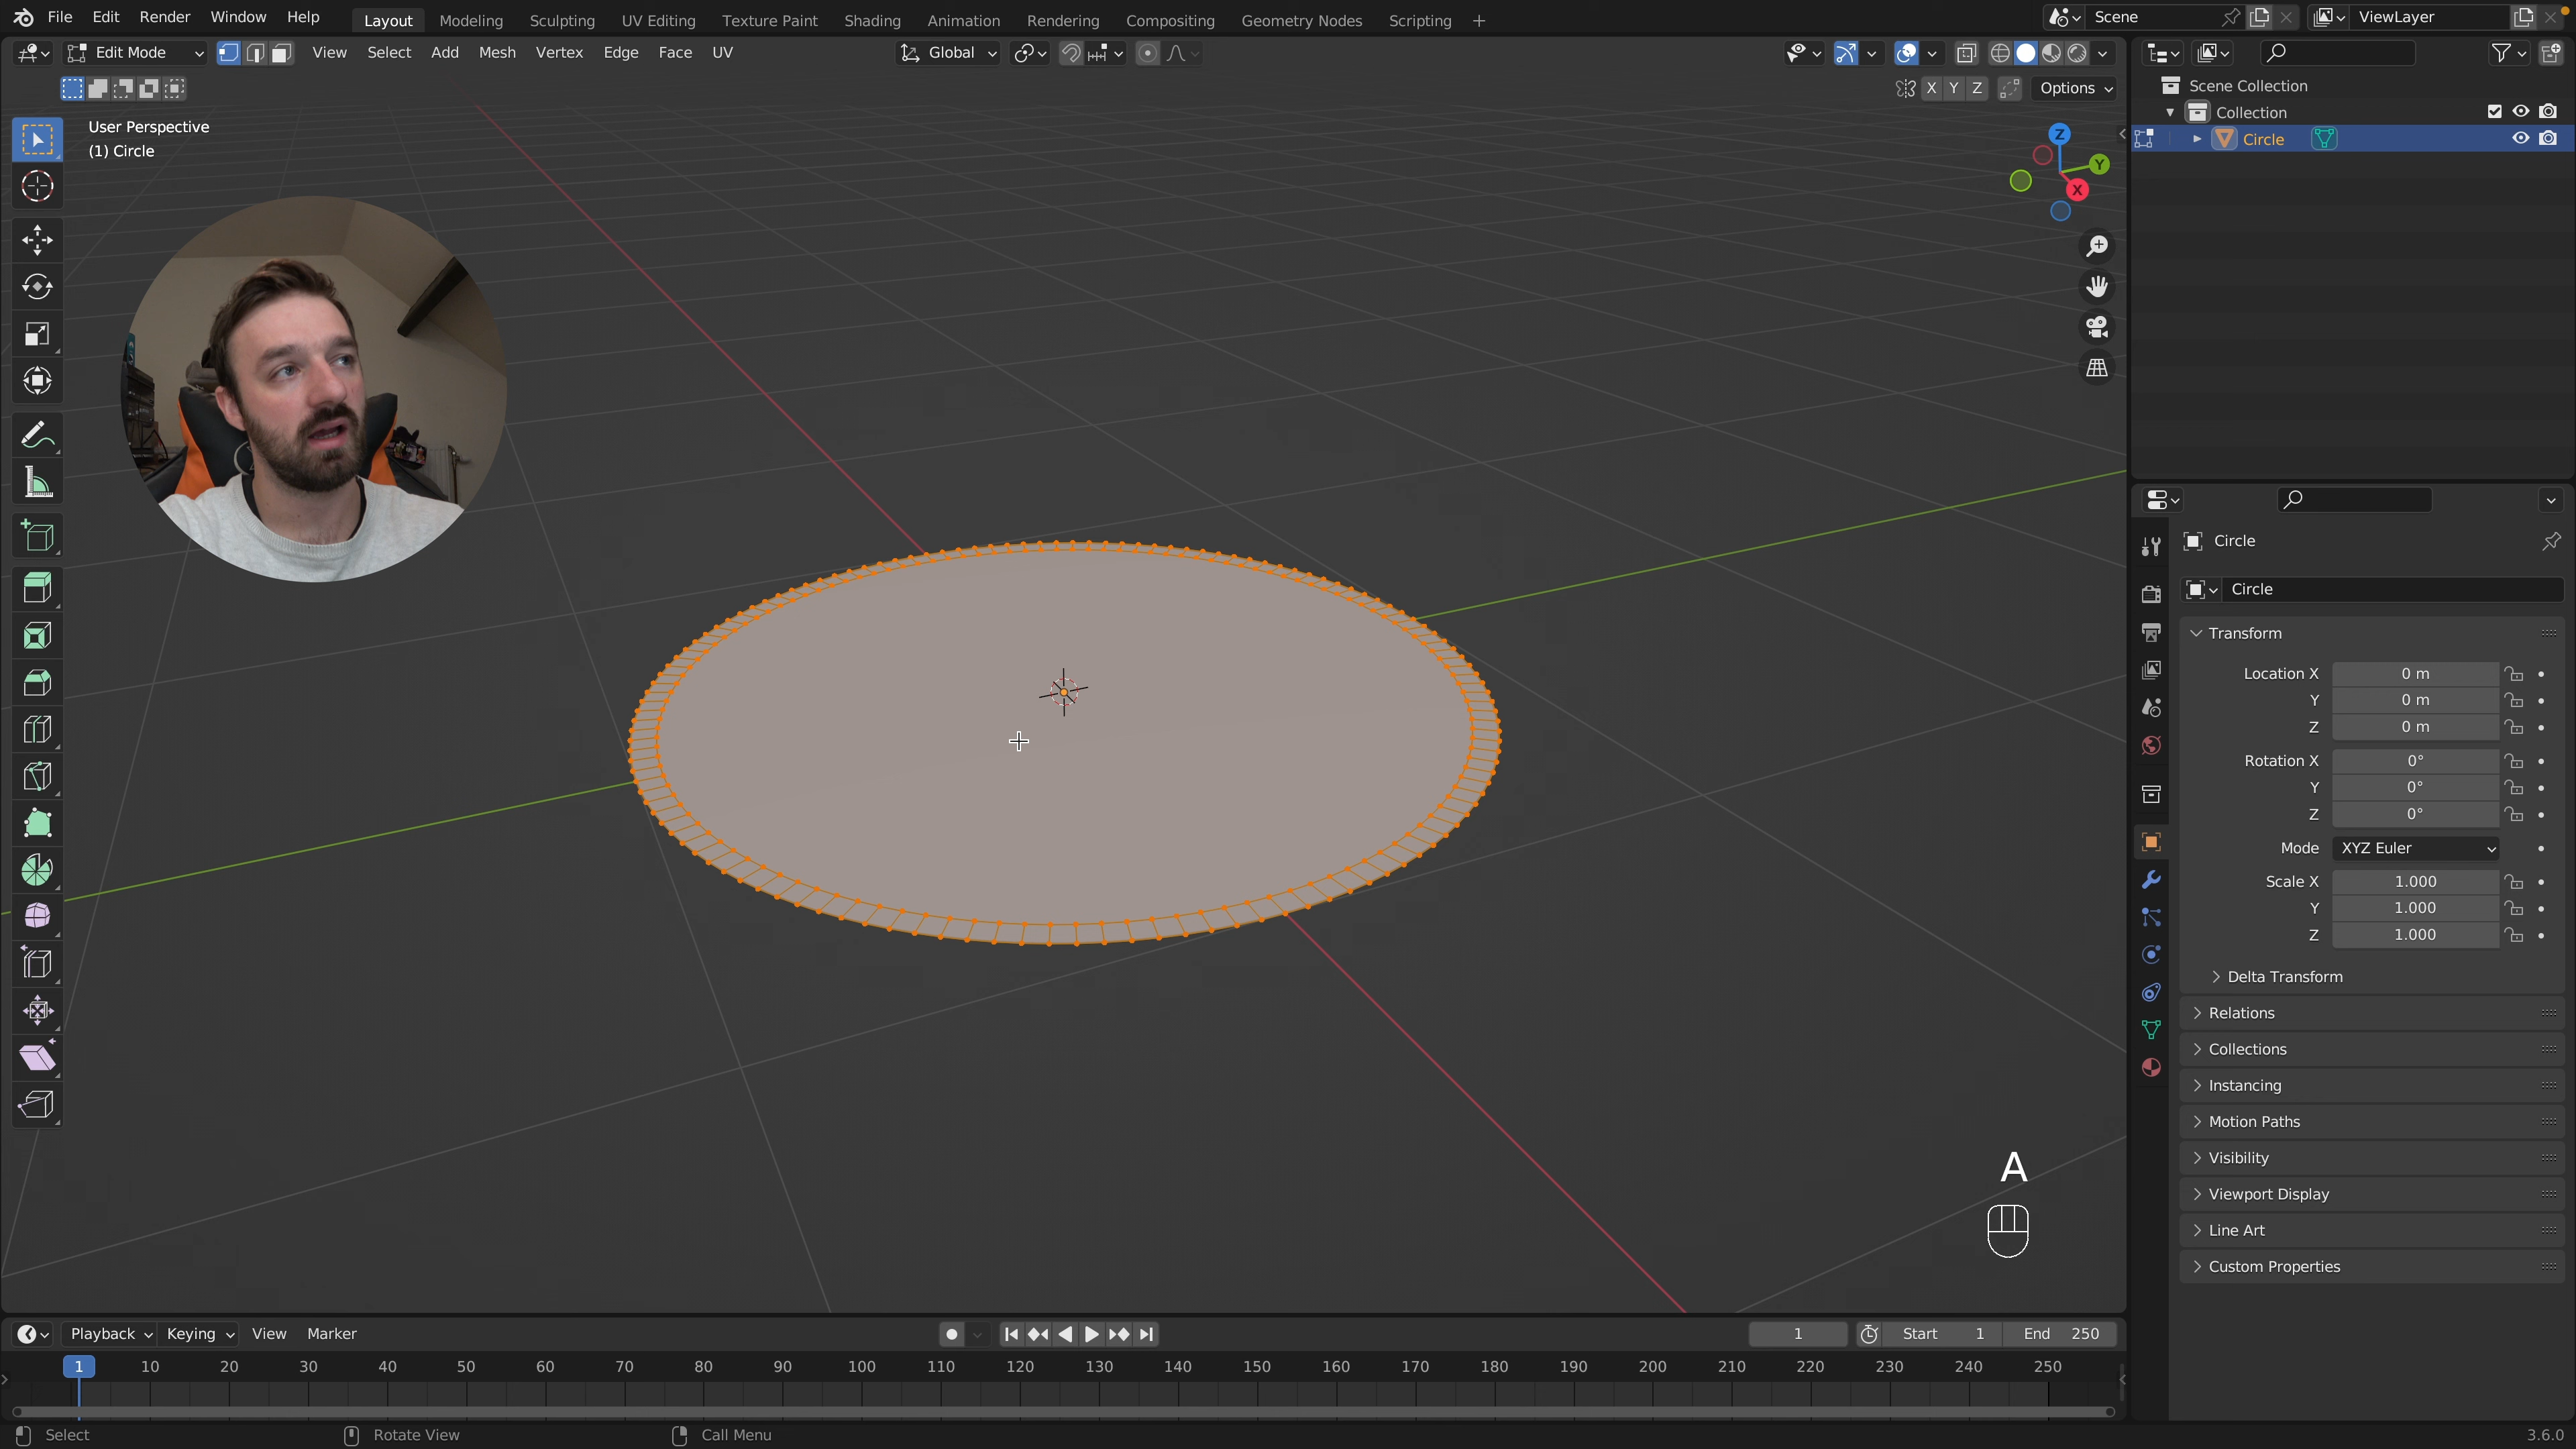 File Edit Render Window Help Layout Modeling Sculpting UV Editing Texture Paint Shading Animation Rendering Compositing Geometry Nodes Scripting + Scene ViewLayer
Edit Mode View Select Add Mesh Vertex Edge Face UV Global
X Y Z Options
User Perspective
(1) Circle
Z
Y
X
Scene Collection
Collection
Circle
Circle
Circle
Transform
Location X 0 m
Y 0 m
Z 0 m
Rotation X 0°
Y 0°
Z 0°
Mode XYZ Euler
Scale X 1.000
Y 1.000
Z 1.000
Delta Transform
Relations
Collections
Instancing
Motion Paths
Visibility
Viewport Display
Line Art
Custom Properties
A
Playback Keying View Marker 1 Start 1 End 250
1 10 20 30 40 50 60 70 80 90 100 110 120 130 140 150 160 170 180 190 200 210 220 230 240 250
Select Rotate View Call Menu 3.6.0